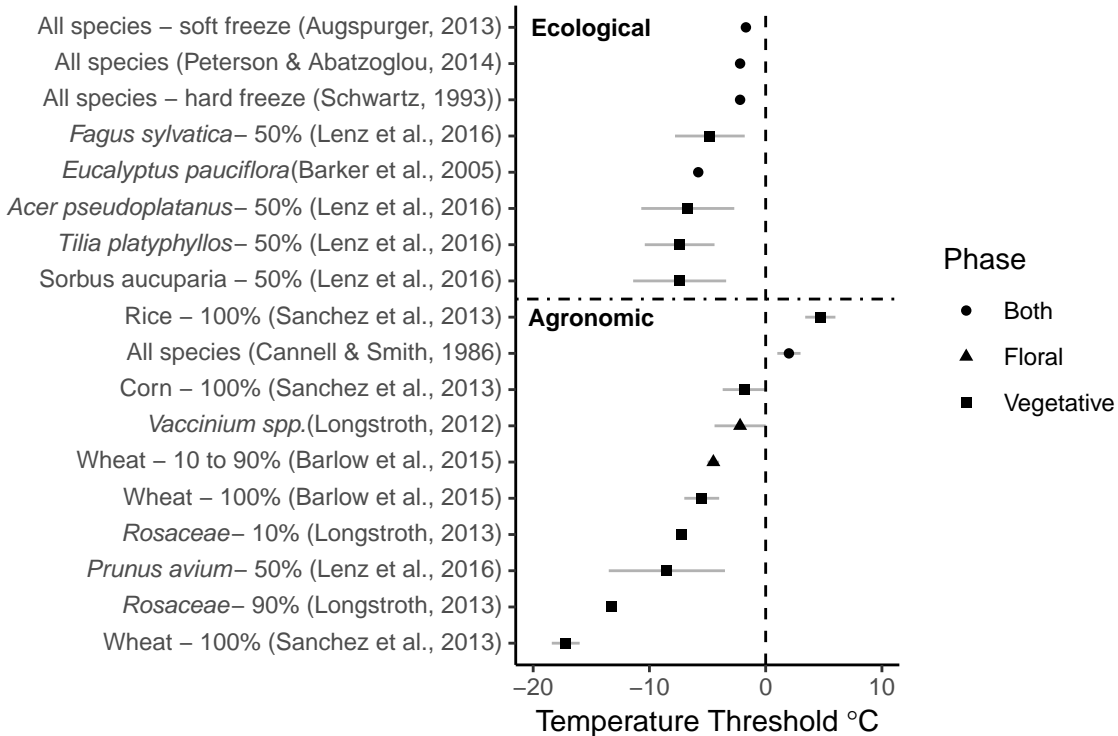 All species – soft freeze (Augspurger, 2013)
Ecological
All species (Peterson & Abatzoglou, 2014)
All species – hard freeze (Schwartz, 1993))
Fagus sylvatica– 50% (Lenz et al., 2016)
Eucalyptus pauciflora(Barker et al., 2005)
Acer pseudoplatanus– 50% (Lenz et al., 2016)
Tilia platyphyllos– 50% (Lenz et al., 2016)
Sorbus aucuparia – 50% (Lenz et al., 2016)
Rice – 100% (Sanchez et al., 2013)
Agronomic
All species (Cannell & Smith, 1986)
Corn – 100% (Sanchez et al., 2013)
Vaccinium spp.(Longstroth, 2012)
Wheat – 10 to 90% (Barlow et al., 2015)
Wheat – 100% (Barlow et al., 2015)
Rosaceae– 10% (Longstroth, 2013)
Prunus avium– 50% (Lenz et al., 2016)
Rosaceae– 90% (Longstroth, 2013)
Wheat – 100% (Sanchez et al., 2013)
−20 −10 0 10
Temperature Threshold °C
Phase
Both
Floral
Vegetative